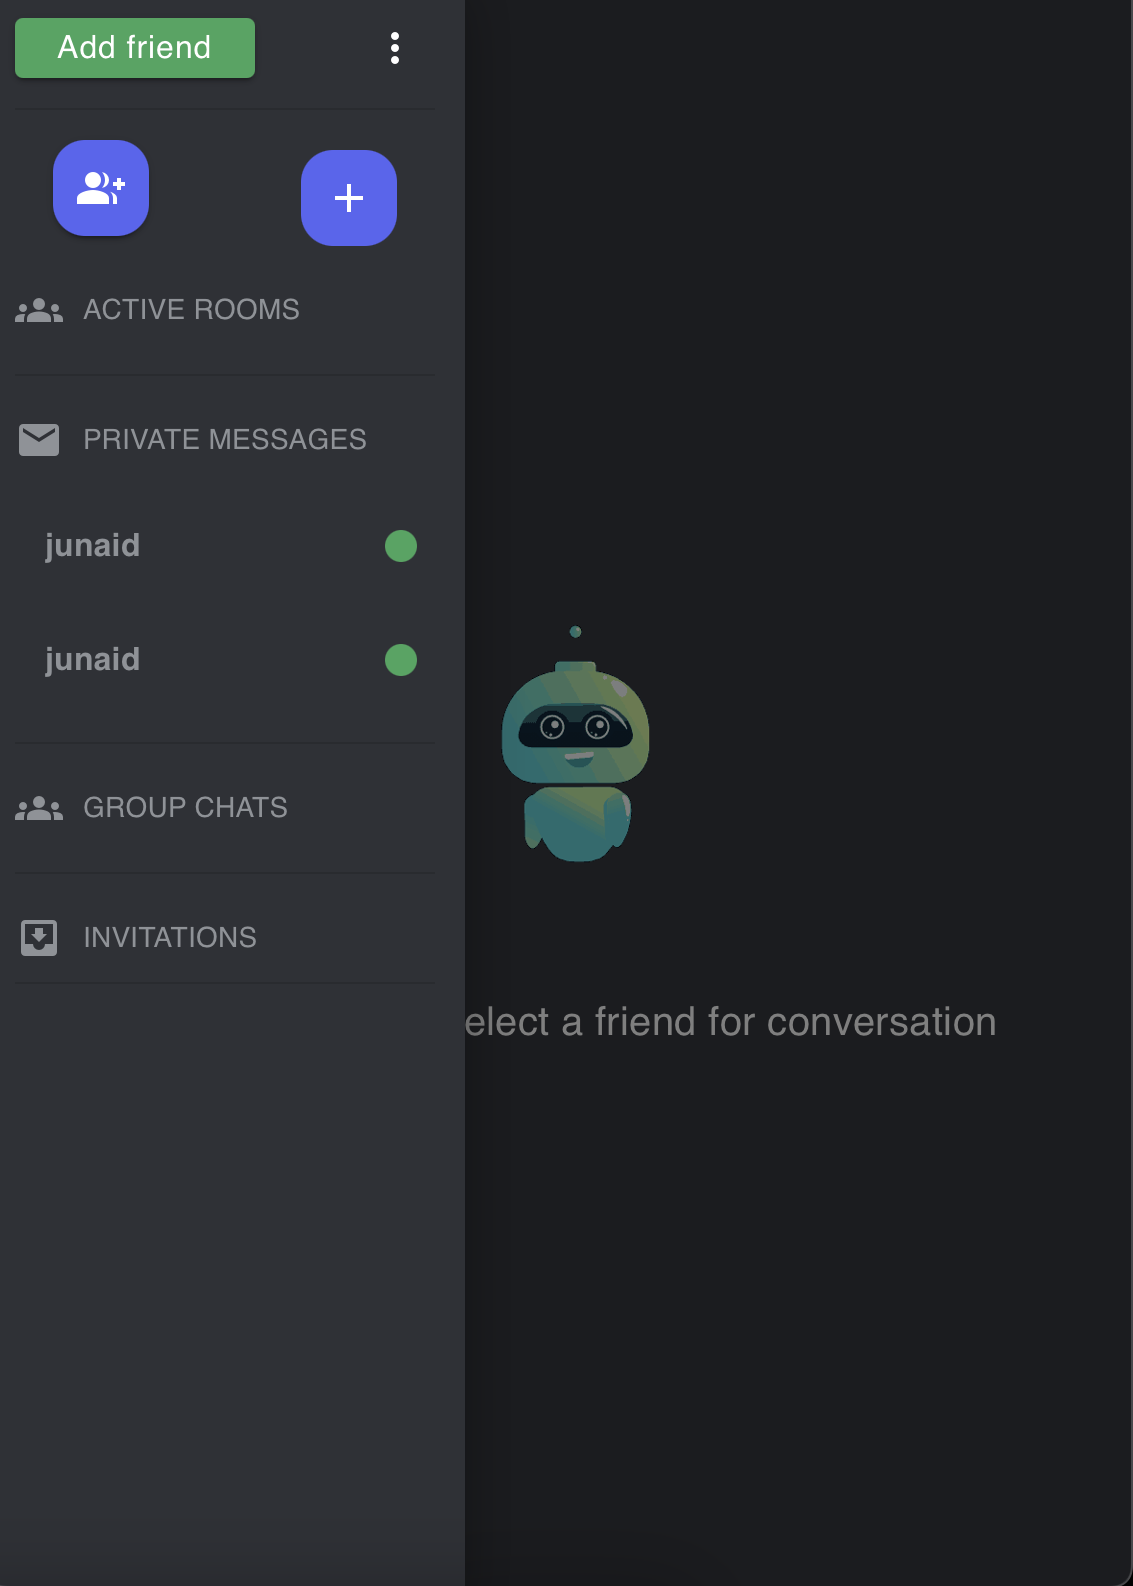 Add friend
ACTIVE ROOMS
PRIVATE MESSAGES
junaid
junaid
GROUP CHATS
INVITATIONS
elect a friend for conversation